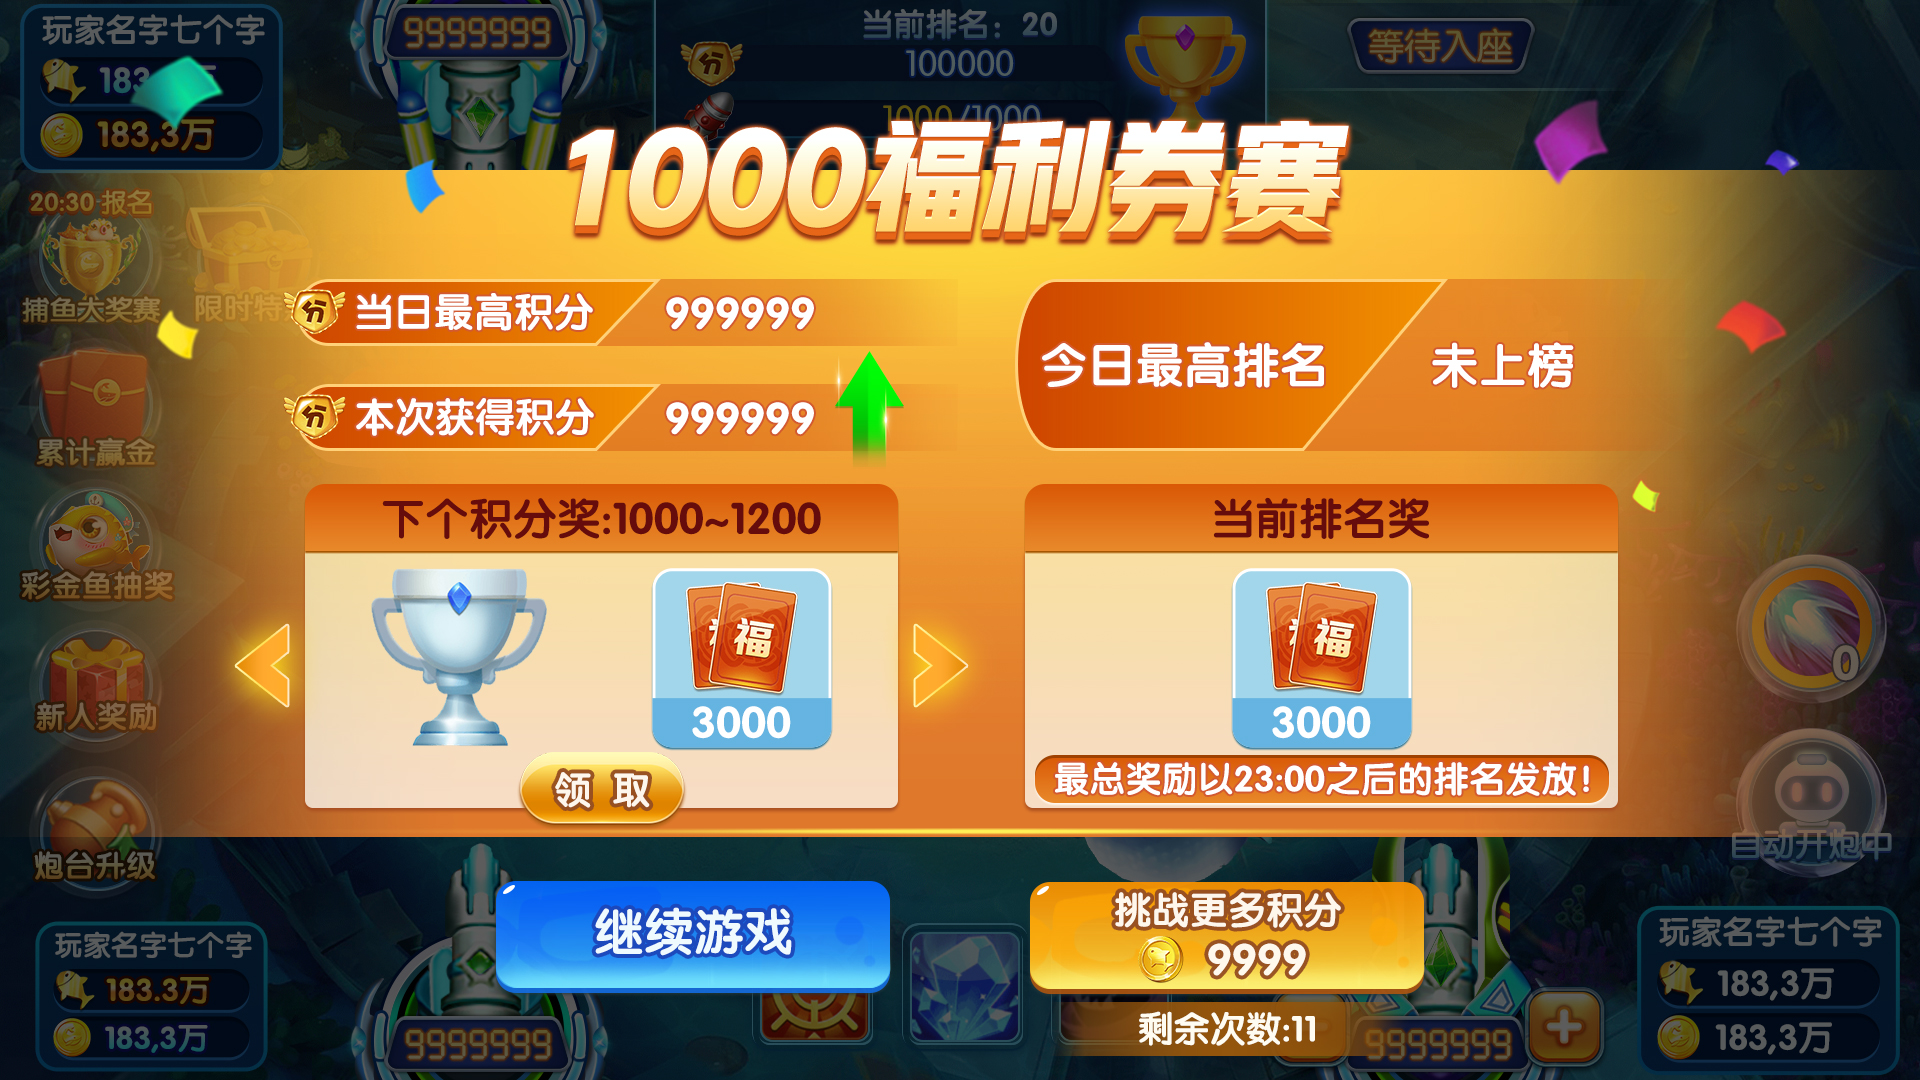 玩家名字七个字
183
万
183,3万
9999999
当前排名：20
分
100000
1000/1000
等待入座
1000福利券赛
20:30 报名
捕鱼大奖赛
限时特
累计赢金
彩金鱼抽奖
新人奖励
炮台升级
分 当日最高积分 999999
分 本次获得积分 999999
今日最高排名 未上榜
下个积分奖:1000~1200
福
3000
领 取
当前排名奖
福
3000
最总奖励以23:00之后的排名发放！
0
自动开炮中
继续游戏
挑战更多积分
9999
剩余次数:11
玩家名字七个字
183.3万
183,3万
9999999
9999999
玩家名字七个字
183,3万
183,3万